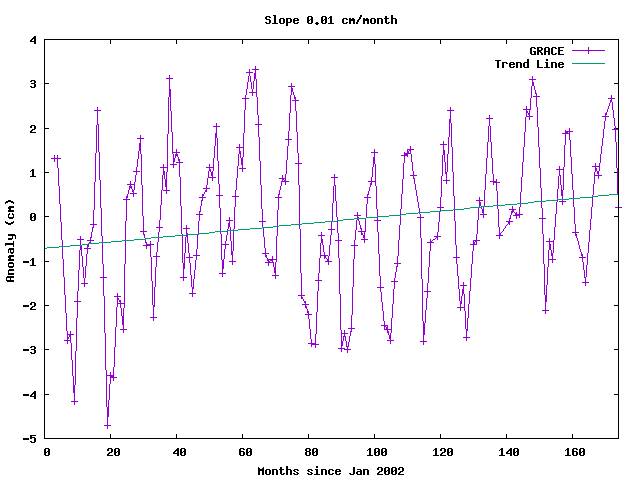 Slope 0.01 cm/month
GRACE
Trend Line
4
3
2
1
0
-1
-2
-3
-4
-5
Anomaly (cm)
0 20 40 60 80 100 120 140 160
Months since Jan 2002